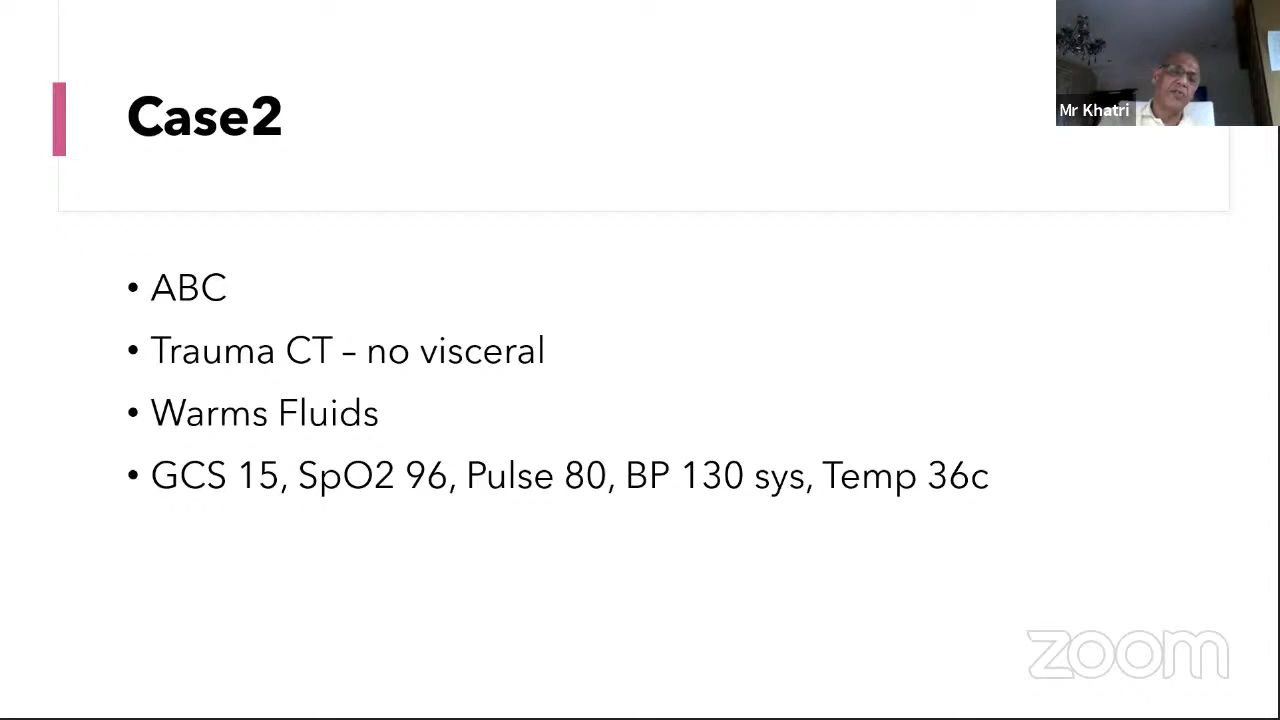 Mr Khatri
Case2
• ABC
• Trauma CT – no visceral
• Warms Fluids
• GCS 15, SpO2 96, Pulse 80, BP 130 sys, Temp 36c
zoom